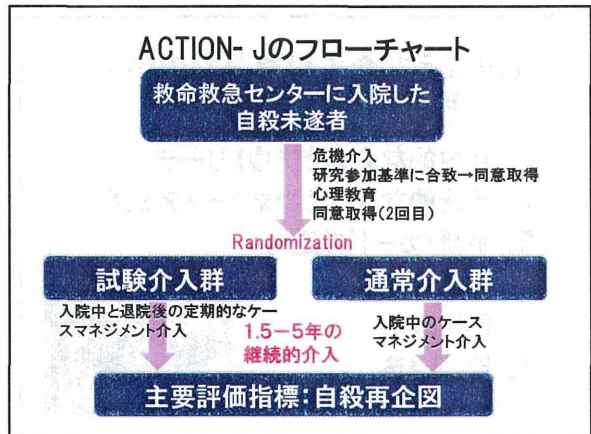 ACTION- Jのフローチャート
救命救急センターに入院した
自殺未遂者
危機介入
研究参加基準に合致→同意取得
心理教育
同意取得(2回目)
Randomization
試験介入群
通常介入群
入院中と退院後の定期的なケー
スマネジメント介入
1.5－5年の
継続的介入
入院中のケース
マネジメント介入
主要評価指標：自殺再企図